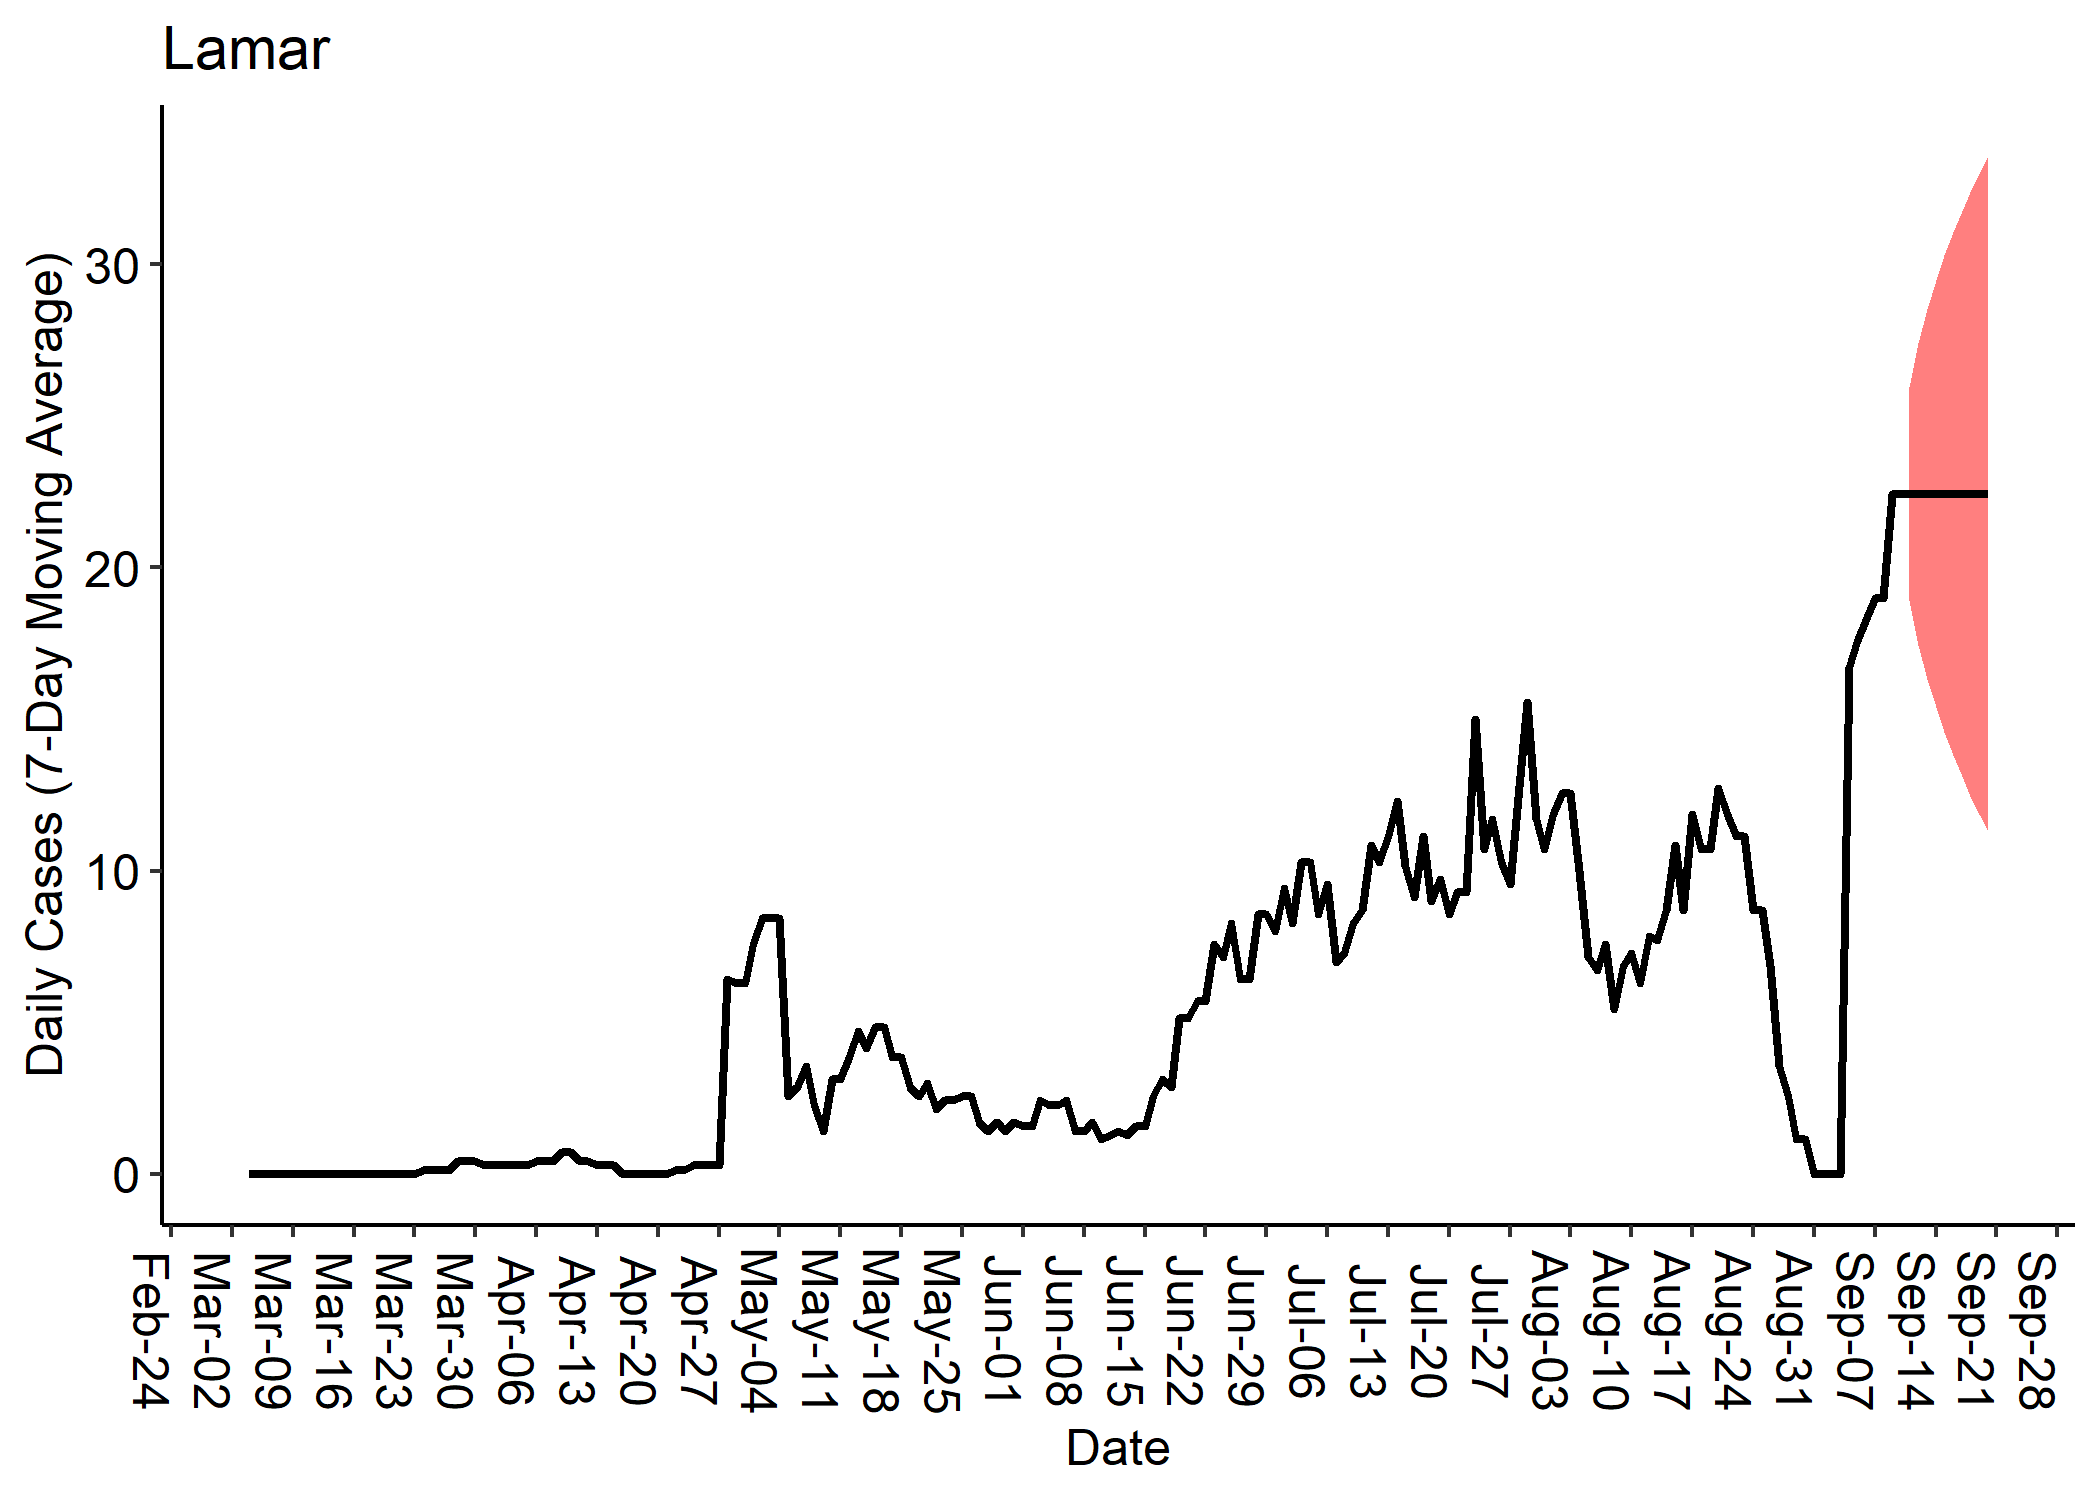 Lamar
Daily Cases (7-Day Moving Average)
30
20
10
0
Feb-24
Mar-02
Mar-09
Mar-16
Mar-23
Mar-30
Apr-06
Apr-13
Apr-20
Apr-27
May-04
May-11
May-18
May-25
Jun-01
Jun-08
Jun-15
Jun-22
Jun-29
Jul-06
Jul-13
Jul-20
Jul-27
Aug-03
Aug-10
Aug-17
Aug-24
Aug-31
Sep-07
Sep-14
Sep-21
Sep-28
Date